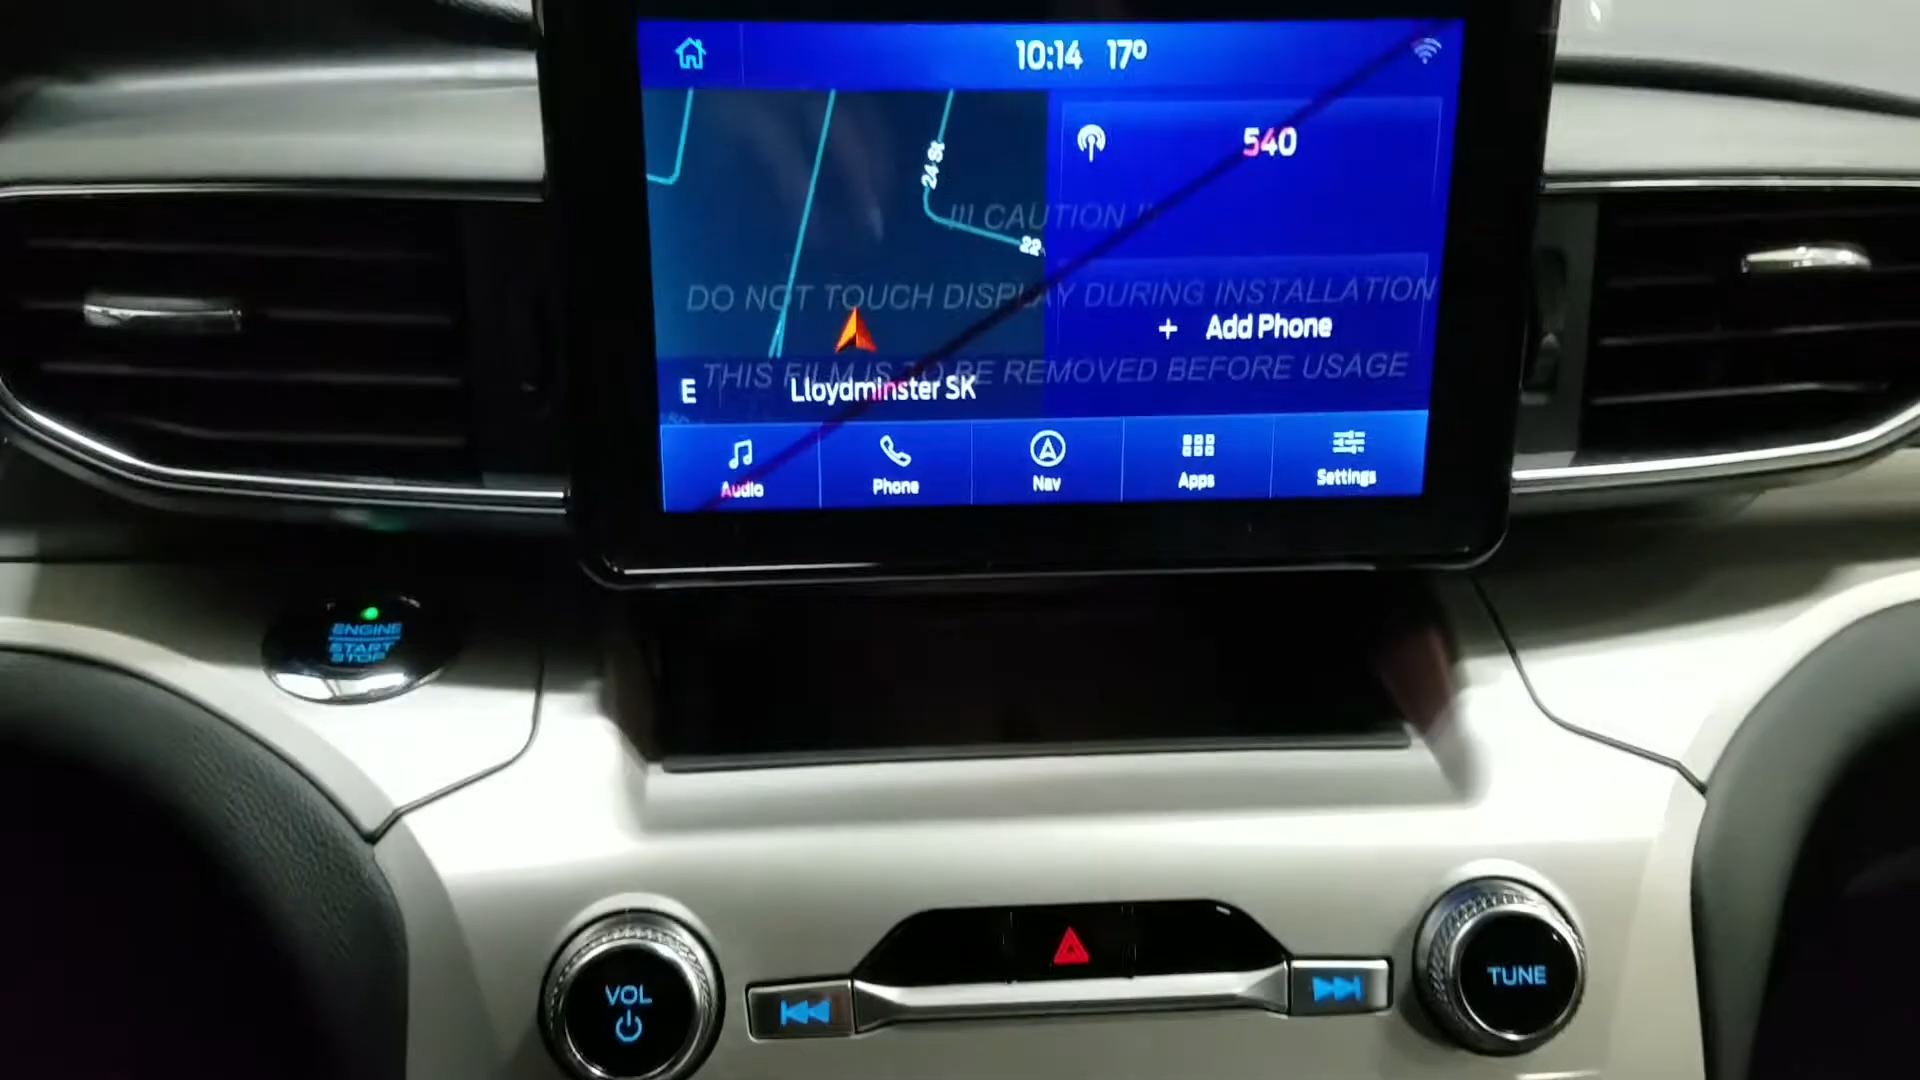 10:14 17°
540
24 St
22
!!! CAUTION !!!
DO NOT TOUCH DISPLAY DURING INSTALLATION
+ Add Phone
THIS FILM IS TO BE REMOVED BEFORE USAGE
E Lloydminster SK
Audio
Phone
Nav
Apps
Settings
ENGINE
START
STOP
VOL
TUNE